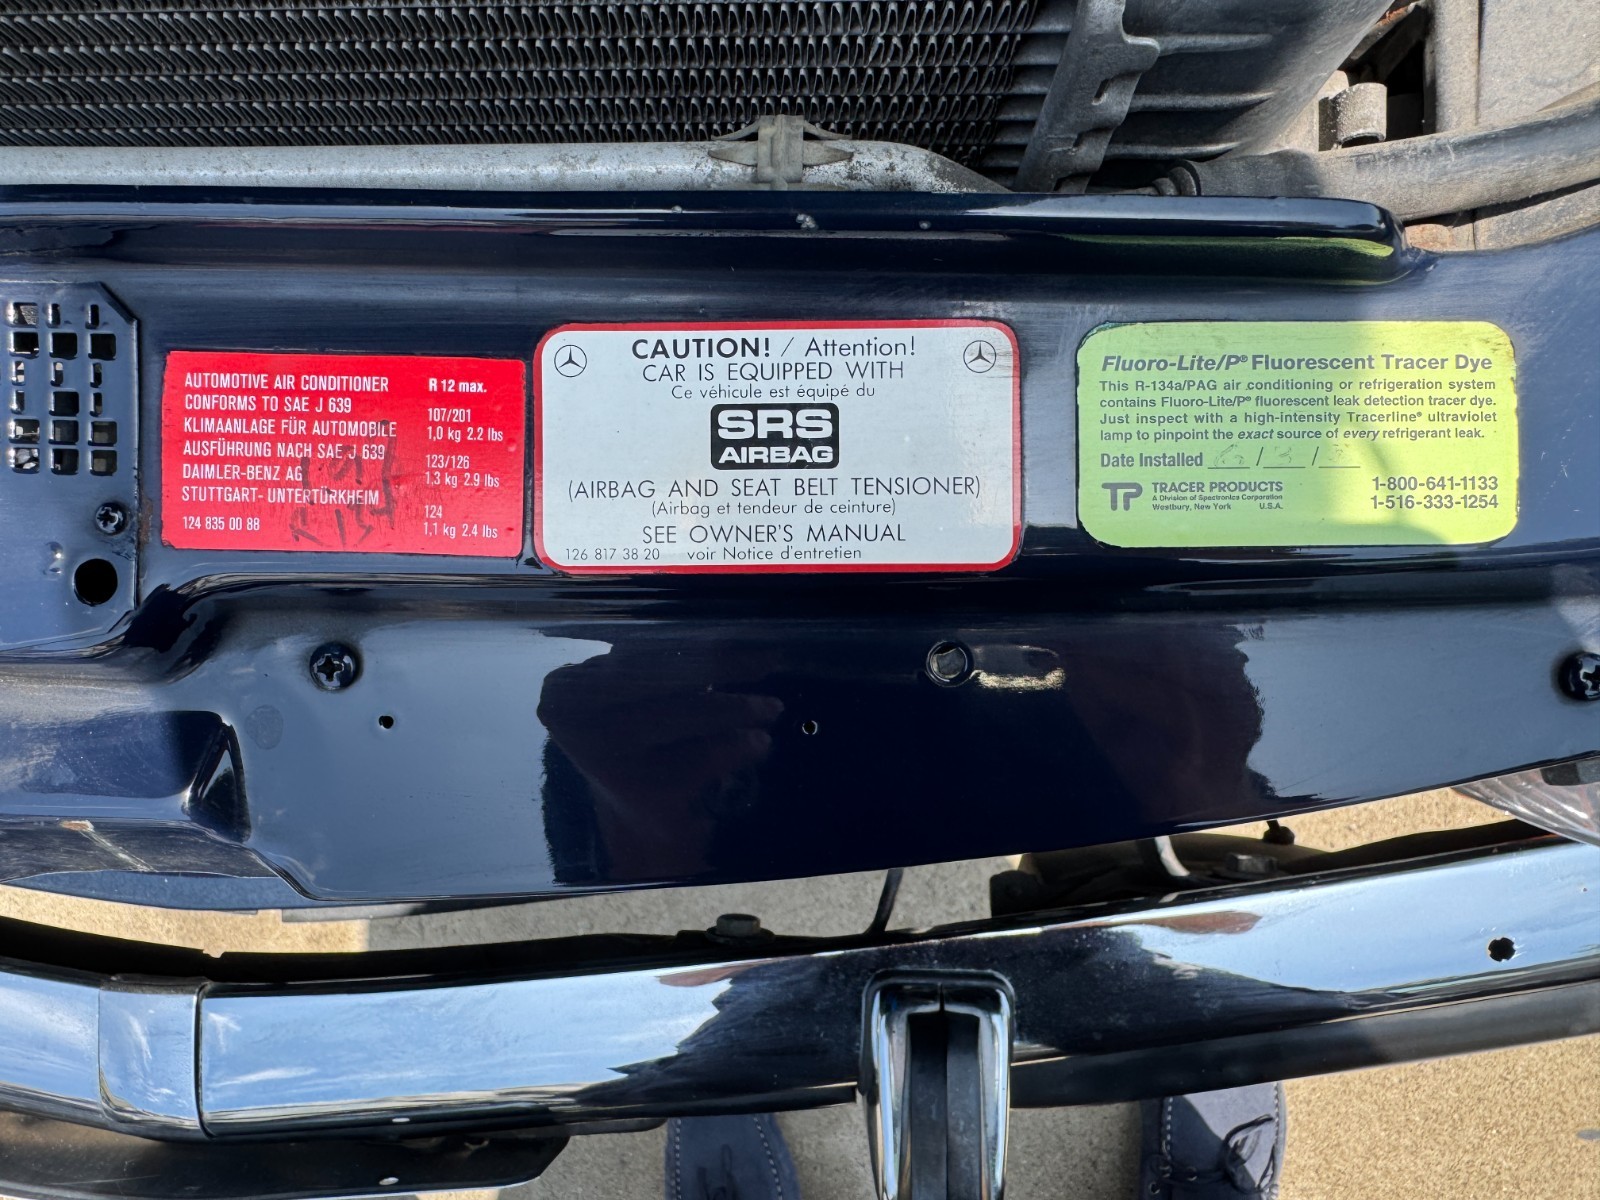 AUTOMOTIVE AIR CONDITIONER
CONFORMS TO SAE J 639
KLIMAANLAGE FÜR AUTOMOBILE
AUSFÜHRUNG NACH SAE J 639
DAIMLER-BENZ AG
STUTTGART- UNTERTÜRKHEIM
124 835 00 88
R 12 max.
107/201
1,0 kg 2.2 lbs
123/126
1,3 kg 2.9 lbs
124
1,1 kg 2.4 lbs
CAUTION! / Attention!
CAR IS EQUIPPED WITH
Ce véhicule est équipé du
SRS
AIRBAG
(AIRBAG AND SEAT BELT TENSIONER)
(Airbag et tendeur de ceinture)
SEE OWNER'S MANUAL
126 817 38 20 voir Notice d'entretien
Fluoro-Lite/P® Fluorescent Tracer Dye
This R-134a/PAG air conditioning or refrigeration system
contains Fluoro-Lite/P® fluorescent leak detection tracer dye.
Just inspect with a high-intensity Tracerline® ultraviolet
lamp to pinpoint the exact source of every refrigerant leak.
Date Installed / 3 /
TP TRACER PRODUCTS
A Division of Spectronics Corporation
Westbury, New York U.S.A.
1-800-641-1133
1-516-333-1254